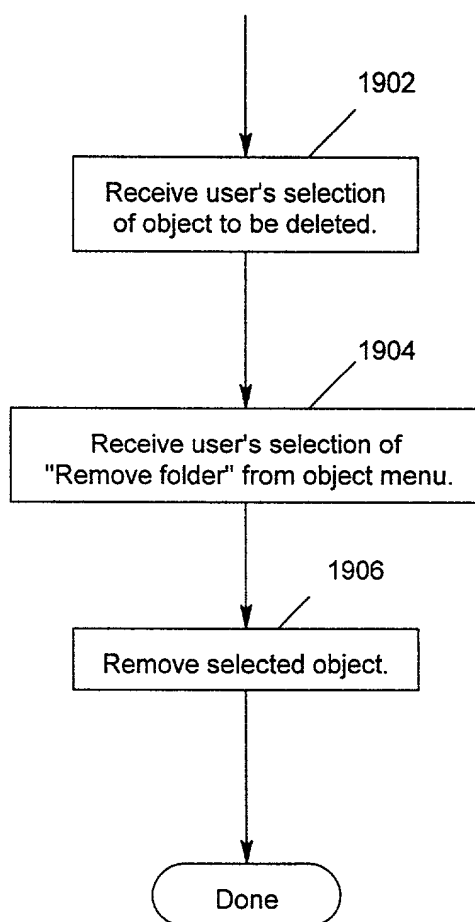 1902
Receive user's selection
of object to be deleted.
1904
Receive user's selection of
"Remove folder" from object menu.
1906
Remove selected object.
Done